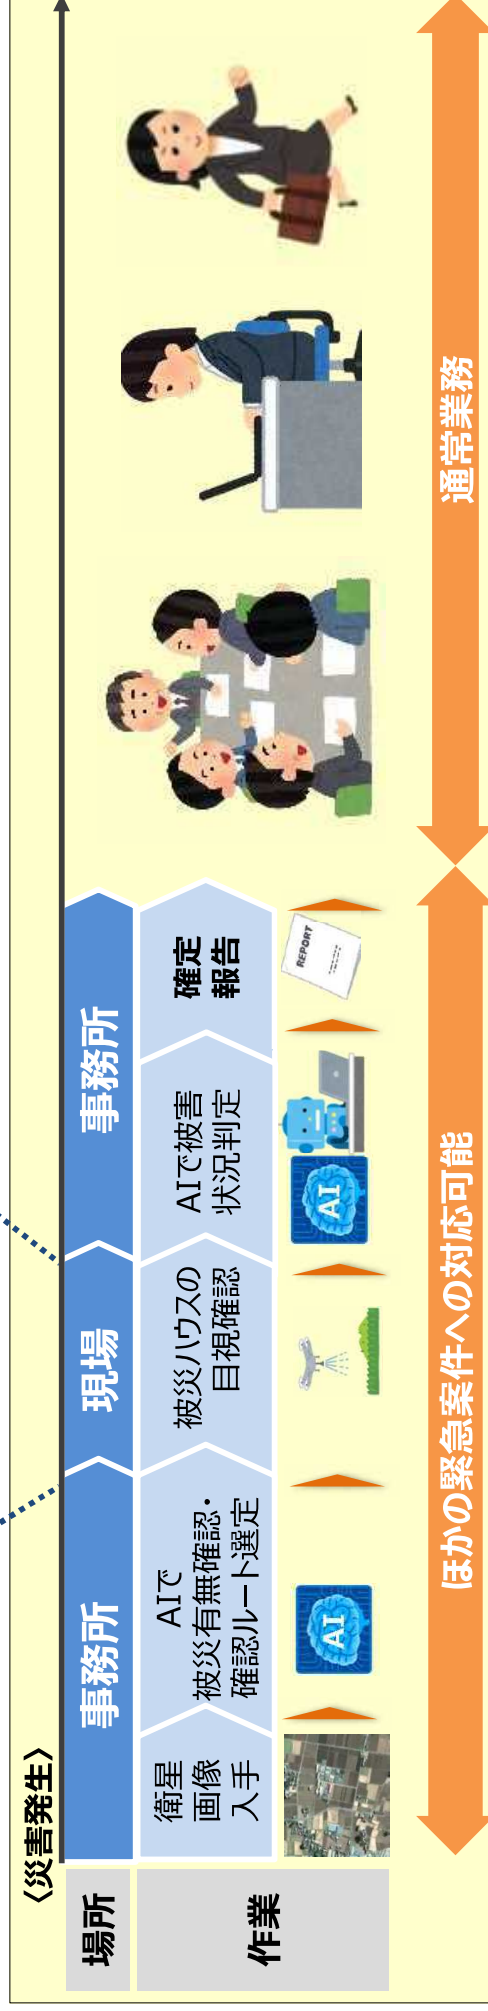 〈災害発生〉
場所
事務所
現場
事務所
作業
衛星
画像
入手
AIで
被災有無確認・
確認ルート選定
被災ハウスの
目視確認
AIで被害
状況判定
確定
報告
AI
AI
REPORT
ほかの緊急案件への対応可能
通常業務